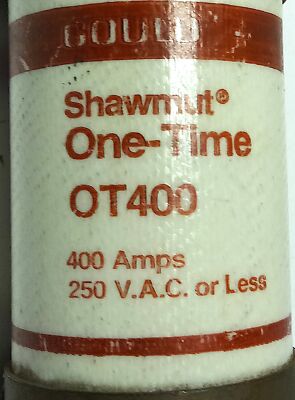 GOULD
Shawmut®
One-Time
OT400
400 Amps
250 V.A.C. or Less